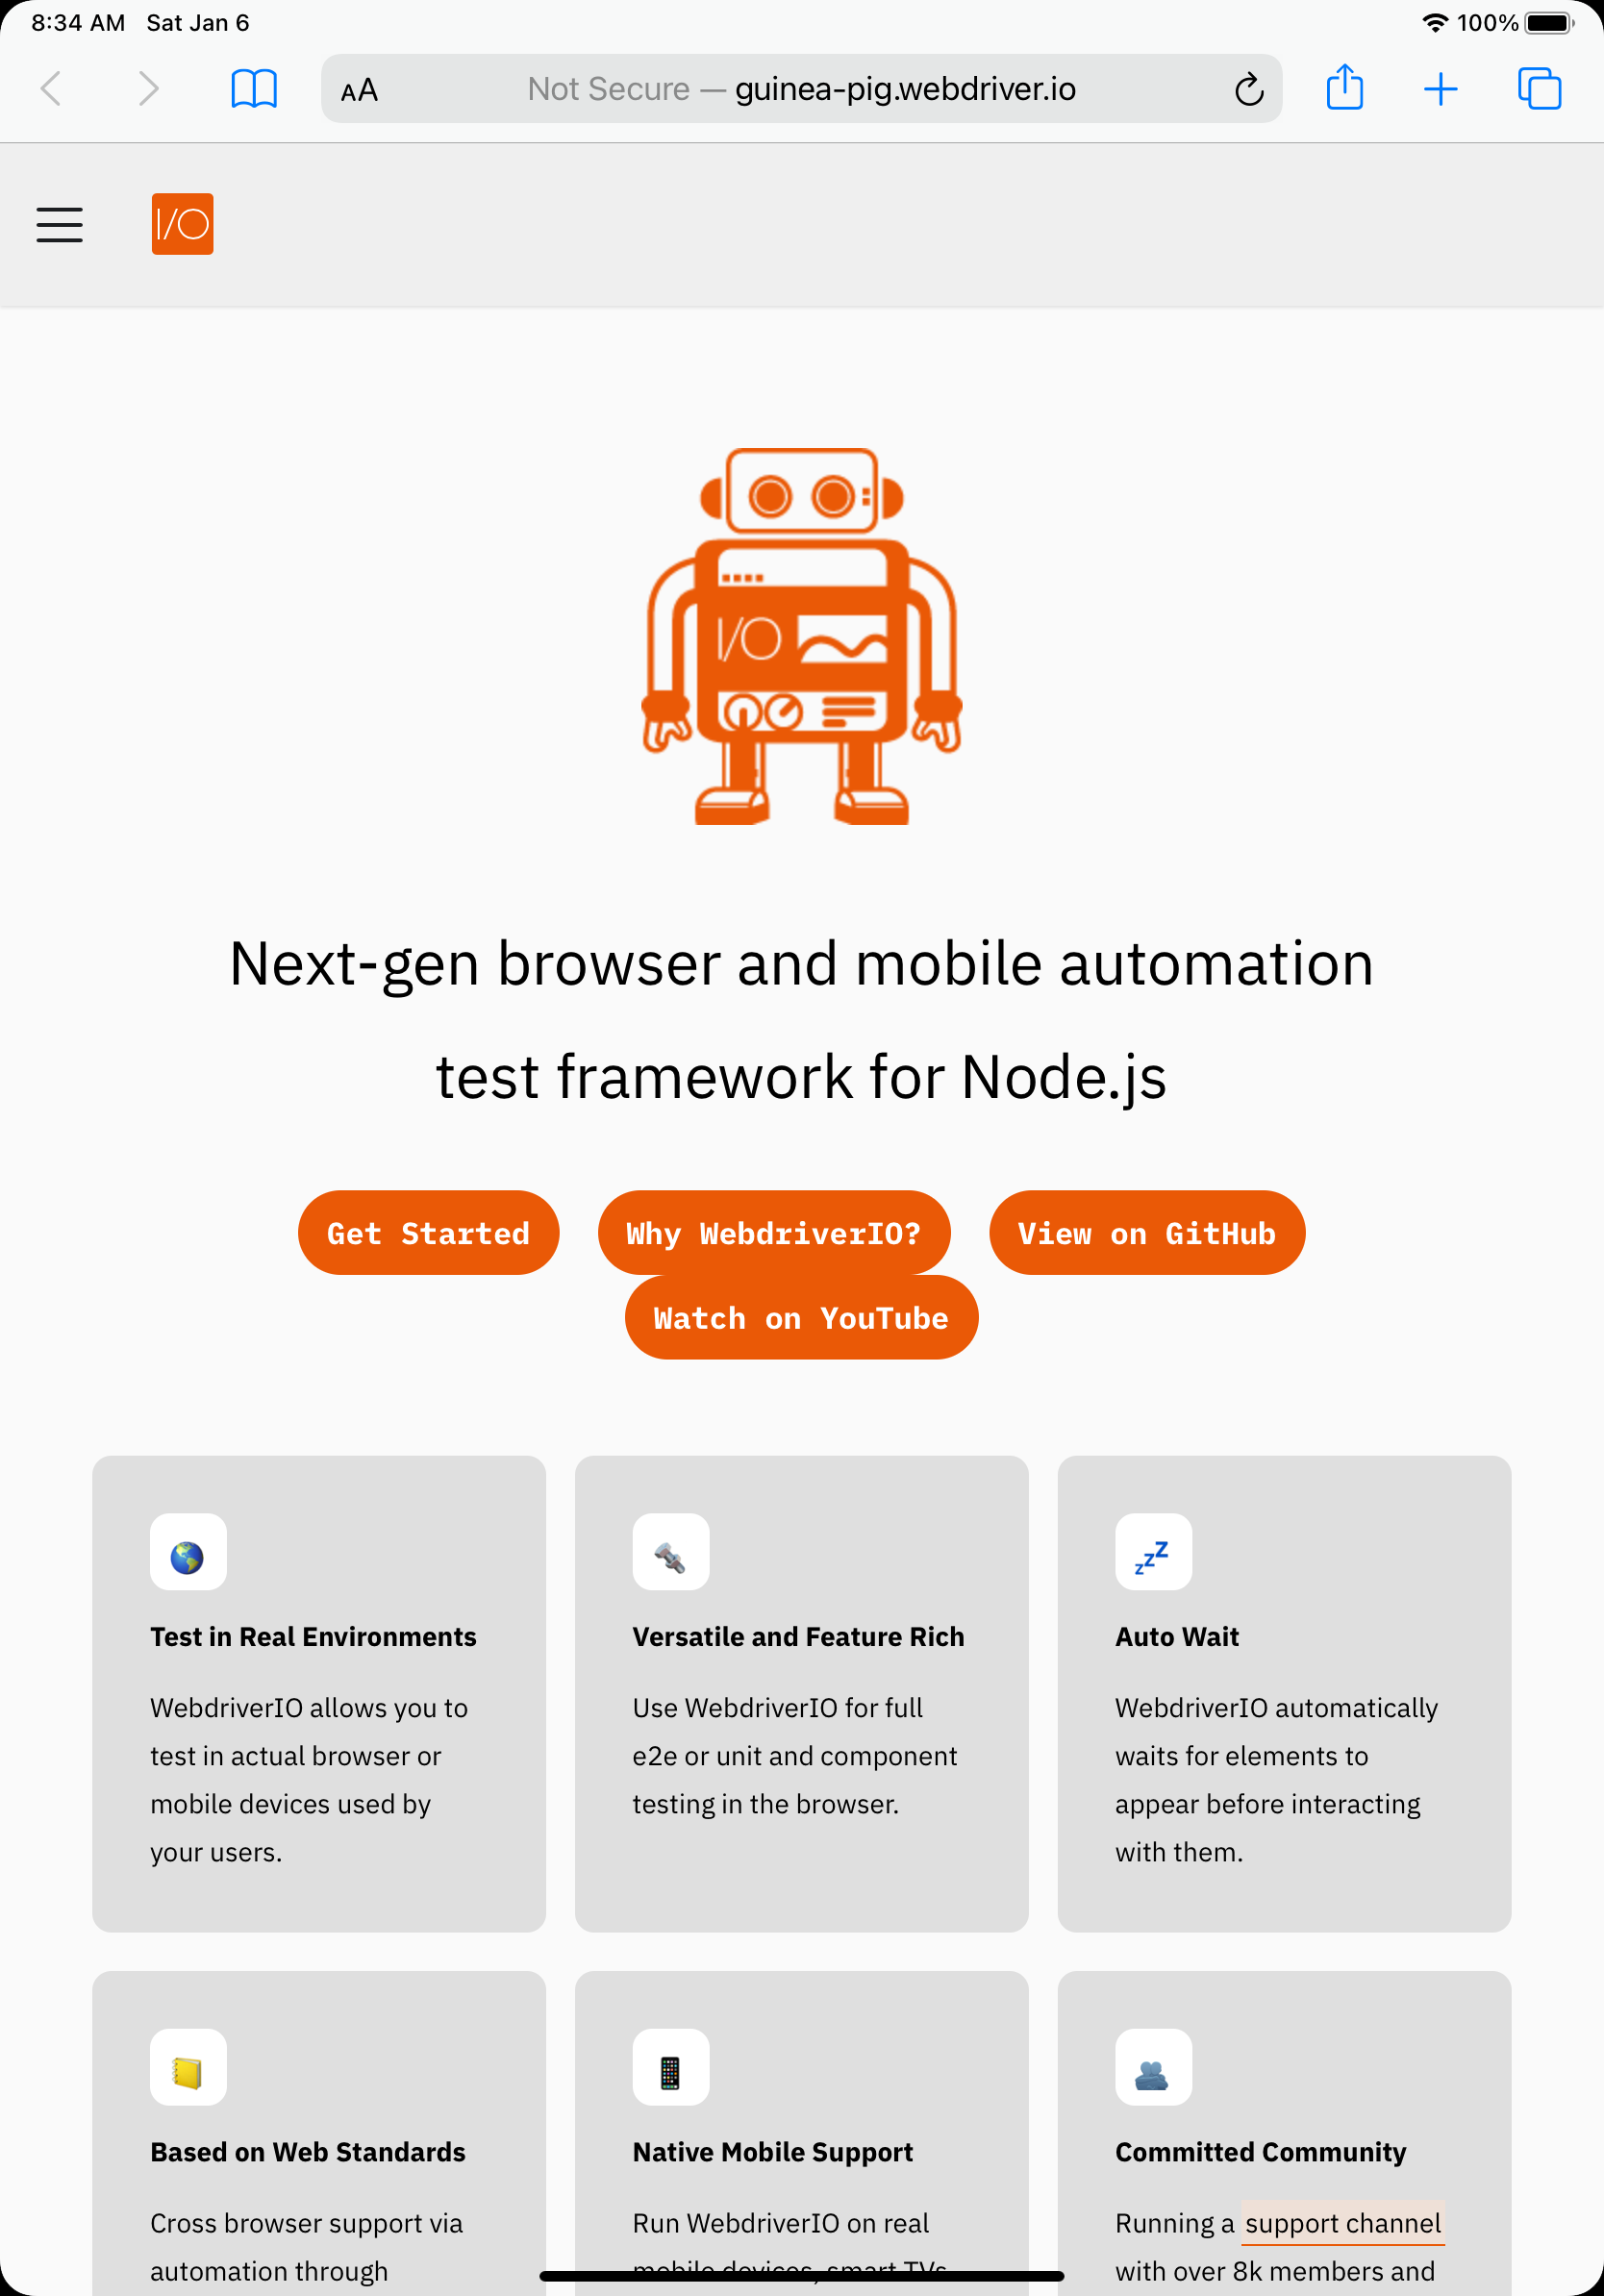 8:34 AM Sat Jan 6 100%
AA Not Secure — guinea-pig.webdriver.io
I/O
I/O
Next-gen browser and mobile automation
test framework for Node.js
Get Started Why WebdriverIO? View on GitHub
Watch on YouTube
Test in Real Environments
WebdriverIO allows you to
test in actual browser or
mobile devices used by
your users.
Versatile and Feature Rich
Use WebdriverIO for full
e2e or unit and component
testing in the browser.
zzZ
Auto Wait
WebdriverIO automatically
waits for elements to
appear before interacting
with them.
Based on Web Standards
Cross browser support via
automation through
Native Mobile Support
Run WebdriverIO on real
mobile devices, smart TVs
Committed Community
Running a support channel
with over 8k members and